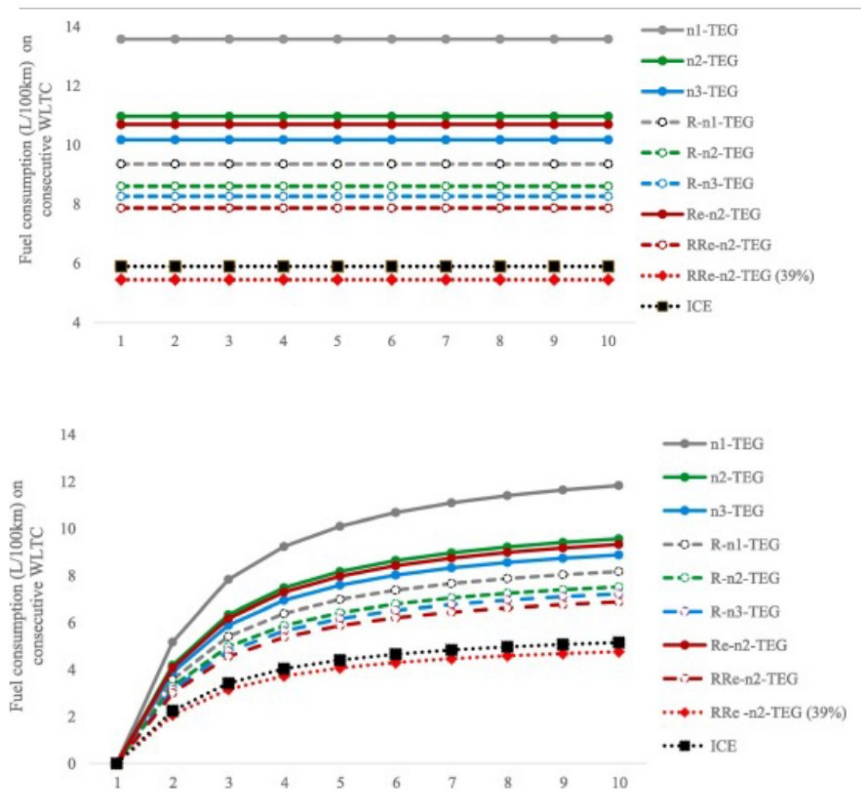 Fuel consumption (L/100km) on
consecutive WLTC
14
12
10
8
6
4
1 2 3 4 5 6 7 8 9 10
n1-TEG
n2-TEG
n3-TEG
R-n1-TEG
R-n2-TEG
R-n3-TEG
Re-n2-TEG
RRe-n2-TEG
RRe-n2-TEG (39%)
ICE
Fuel consumption (L/100km) on
consecutive WLTC
14
12
10
8
6
4
2
0
1 2 3 4 5 6 7 8 9 10
n1-TEG
n2-TEG
n3-TEG
R-n1-TEG
R-n2-TEG
R-n3-TEG
Re-n2-TEG
RRe-n2-TEG
RRe -n2-TEG (39%)
ICE